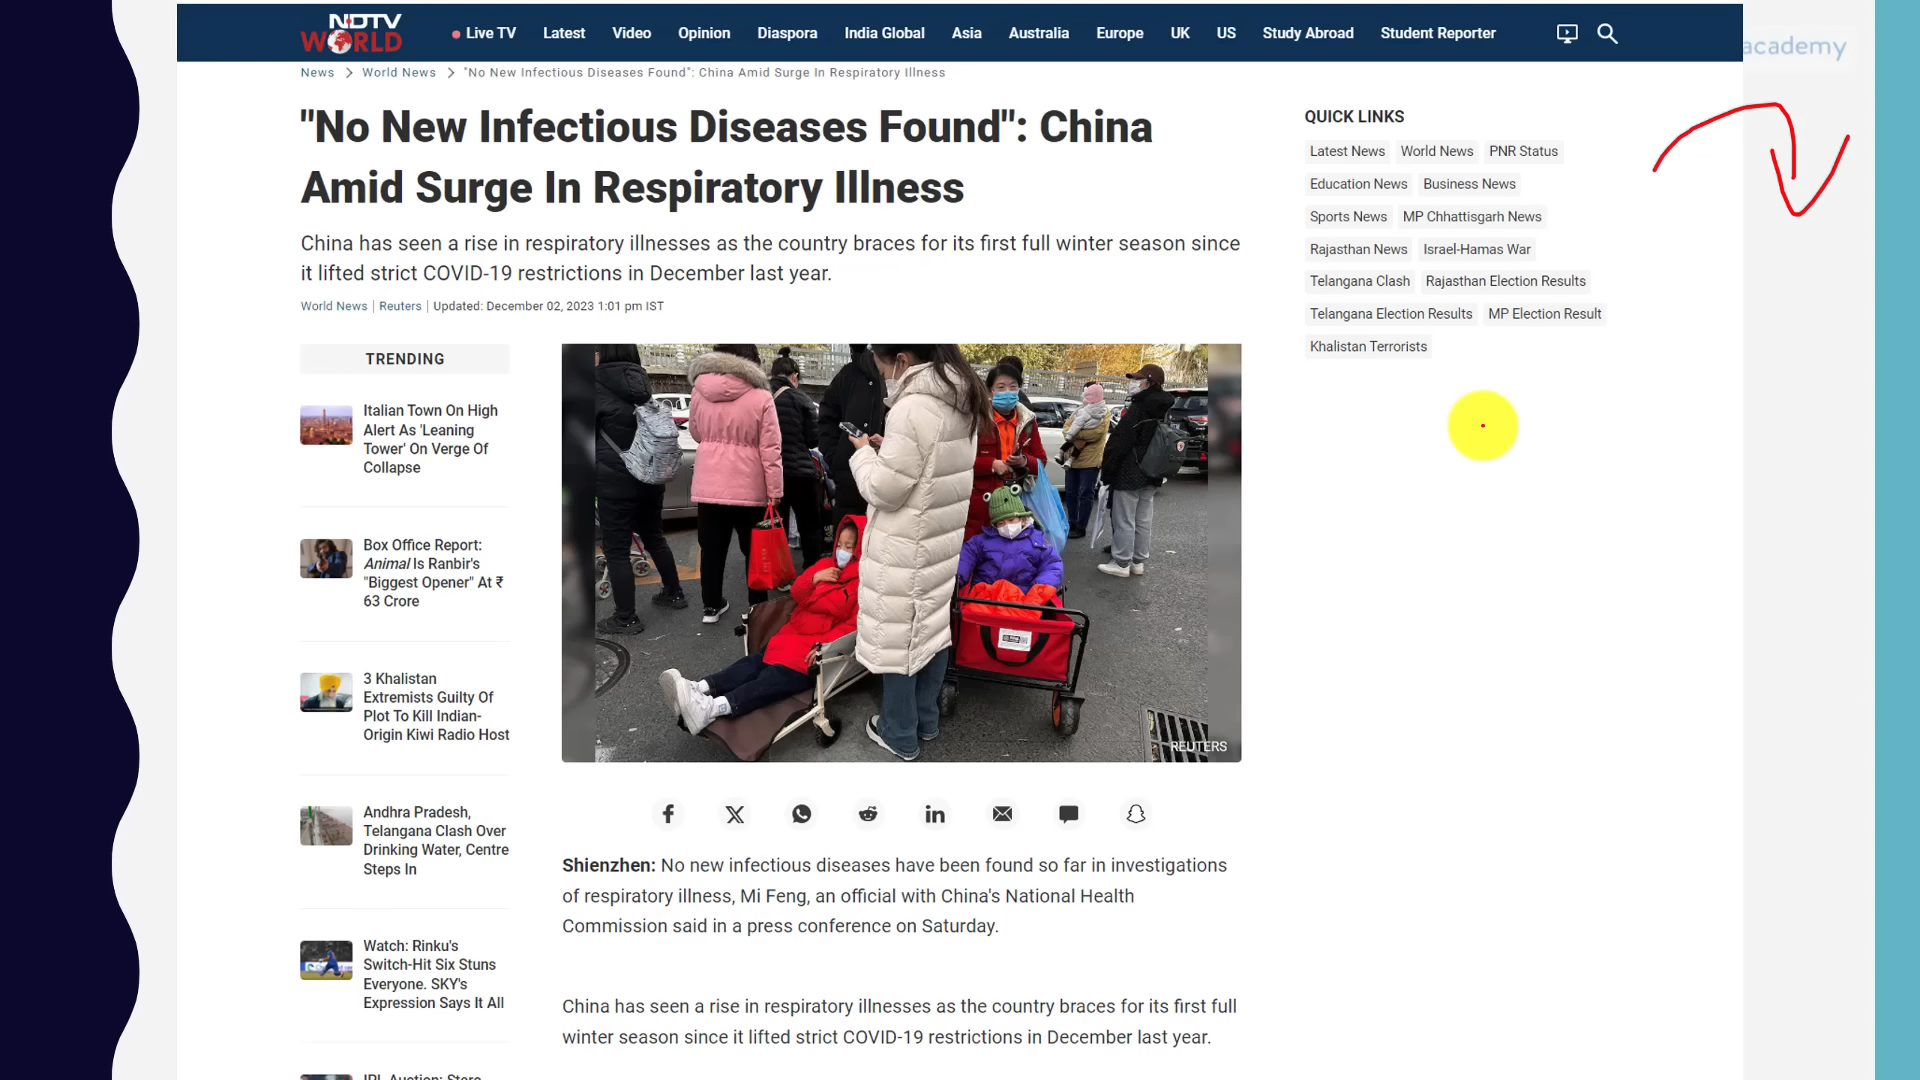 NDTV WORLD
Live TV Latest Video Opinion Diaspora India Global Asia Australia Europe UK US Study Abroad Student Reporter
academy
News > World News > "No New Infectious Diseases Found": China Amid Surge In Respiratory Illness
"No New Infectious Diseases Found": China
Amid Surge In Respiratory Illness
China has seen a rise in respiratory illnesses as the country braces for its first full winter season since
it lifted strict COVID-19 restrictions in December last year.
World News | Reuters | Updated: December 02, 2023 1:01 pm IST
TRENDING
Italian Town On High
Alert As 'Leaning
Tower' On Verge Of
Collapse
Box Office Report:
Animal Is Ranbir's
"Biggest Opener" At ₹
63 Crore
3 Khalistan
Extremists Guilty Of
Plot To Kill Indian-
Origin Kiwi Radio Host
Andhra Pradesh,
Telangana Clash Over
Drinking Water, Centre
Steps In
Watch: Rinku's
Switch-Hit Six Stuns
Everyone. SKY's
Expression Says It All
REUTERS
Shienzhen: No new infectious diseases have been found so far in investigations
of respiratory illness, Mi Feng, an official with China's National Health
Commission said in a press conference on Saturday.
China has seen a rise in respiratory illnesses as the country braces for its first full
winter season since it lifted strict COVID-19 restrictions in December last year.
QUICK LINKS
Latest News World News PNR Status
Education News Business News
Sports News MP Chhattisgarh News
Rajasthan News Israel-Hamas War
Telangana Clash Rajasthan Election Results
Telangana Election Results MP Election Result
Khalistan Terrorists